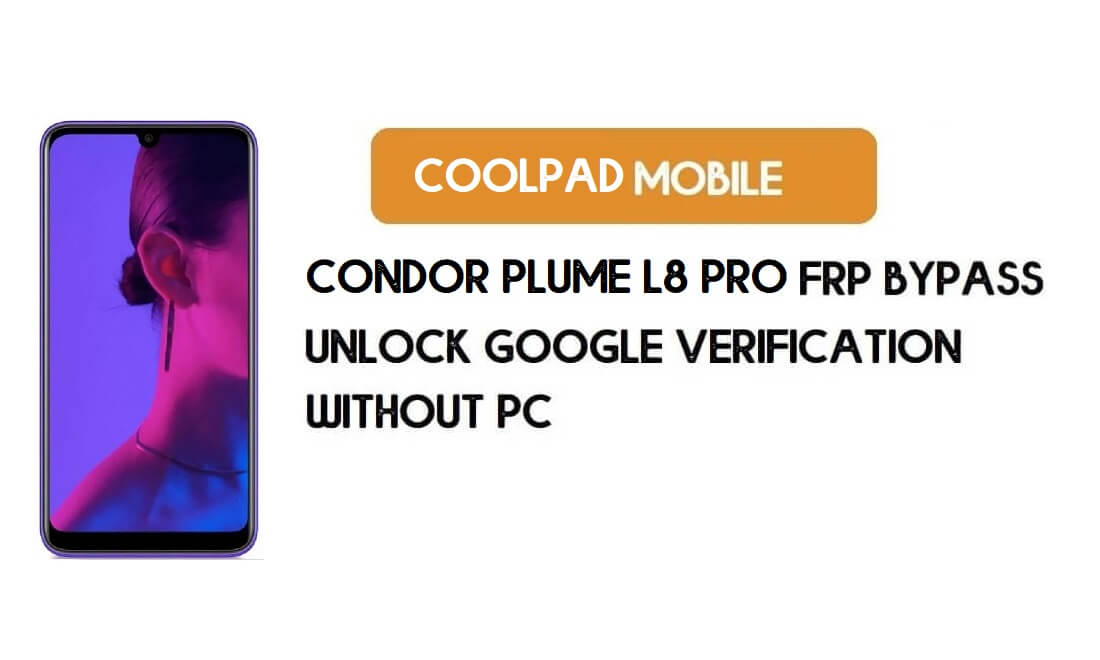 COOLPAD MOBILE
CONDOR PLUME L8 PRO FRP BYPASS
UNLOCK GOOGLE VERIFICATION
WITHOUT PC